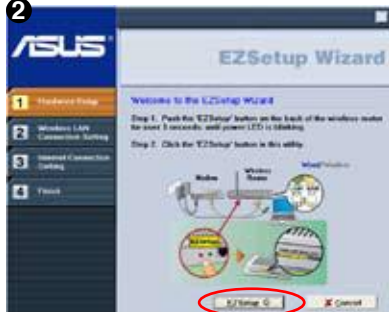 2
ASUS
EZSetup Wizard
1 Hardware Setup
2 Wireless LAN
Connection Setting
3 Internet Connection
Setting
4 Finish
Welcome to the EZSetup Wizard
Step 1. Push the 'EZSetup' button on the back of the wireless router
for over 3 seconds, until power LED is blinking.
Step 2. Click the 'EZSetup' button in this utility.
Modem
Wireless
Router
Wired/Wireless
EZSetup
EZSetup
Cancel